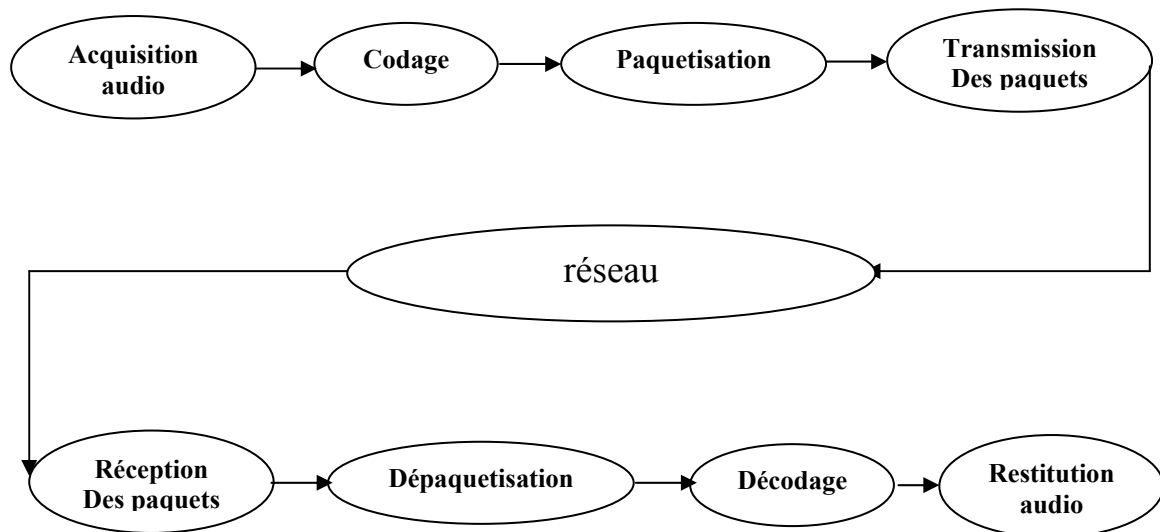 Acquisition
audio
Codage
Paquetisation
Transmission
Des paquets
réseau
Réception
Des paquets
Dépaquetisation
Décodage
Restitution
audio